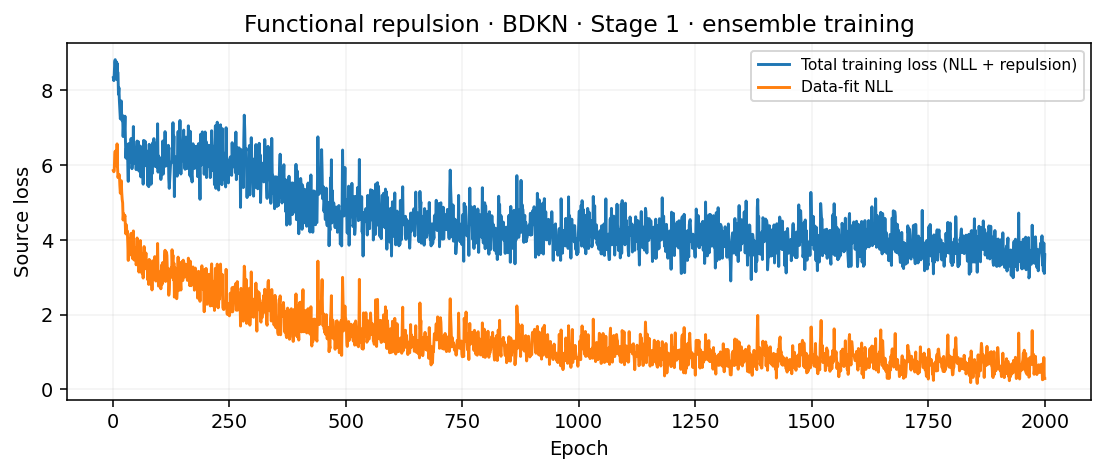 Functional repulsion · BDKN · Stage 1 · ensemble training
Total training loss (NLL + repulsion)
Data-fit NLL
Source loss
8
6
4
2
0
0 250 500 750 1000 1250 1500 1750 2000
Epoch